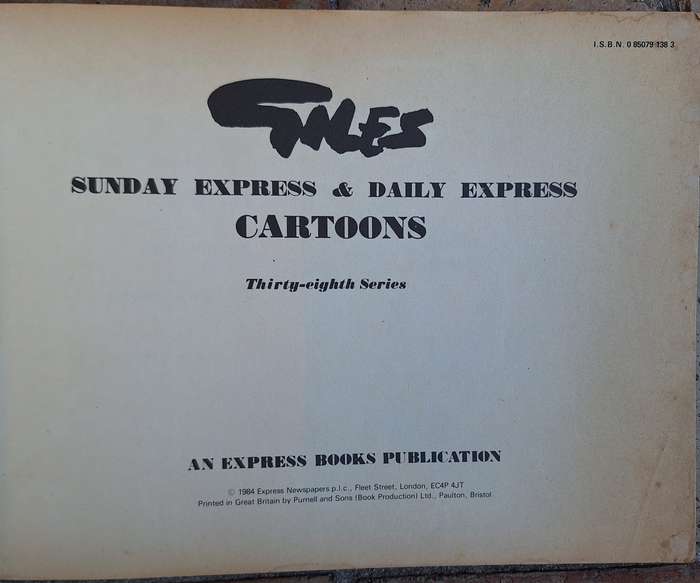 I.S.B.N. 0 85079 138 3
GILES
SUNDAY EXPRESS & DAILY EXPRESS
CARTOONS
Thirty-eighth Series
AN EXPRESS BOOKS PUBLICATION
© 1984 Express Newspapers p.l.c., Fleet Street, London, EC4P 4JT
Printed in Great Britain by Purnell and Sons (Book Production) Ltd., Paulton, Bristol